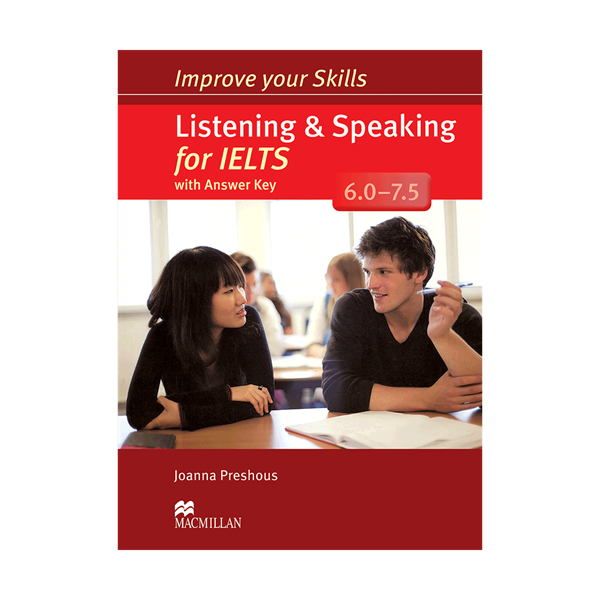 Improve your Skills
Listening & Speaking
for IELTS
with Answer Key
6.0–7.5
Joanna Preshous
MACMILLAN